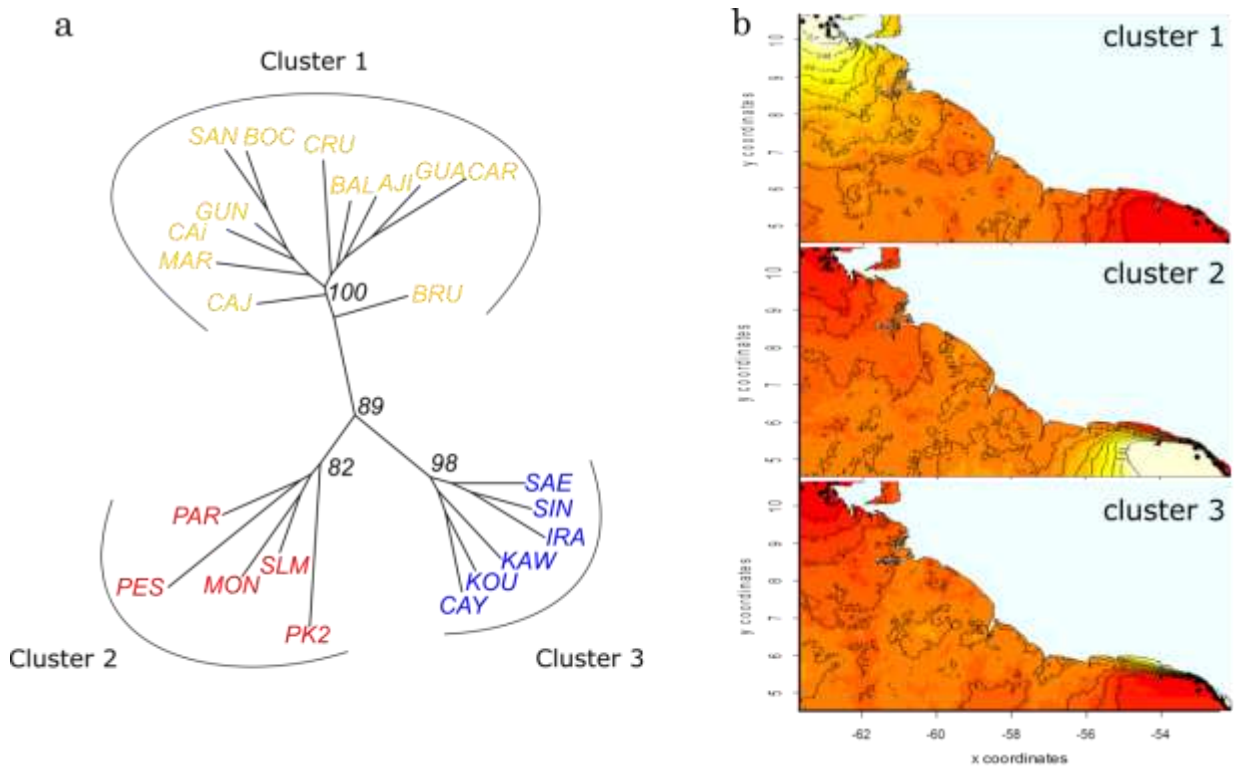 a
Cluster 1
SAN BOC
CRU
BAL AJI GUACAR
GUN
CAi
MAR
CAJ
100
BRU
89
82
98
PAR
PES
MON
SLM
PK2
SAE
SIN
IRA
KAW
KOU
CAY
Cluster 2
Cluster 3
b
cluster 1
y coordinates
10
9
8
7
6
5
cluster 2
y coordinates
10
9
8
7
6
5
cluster 3
y coordinates
10
9
8
7
6
5
-62 -60 -58 -56 -54
x coordinates